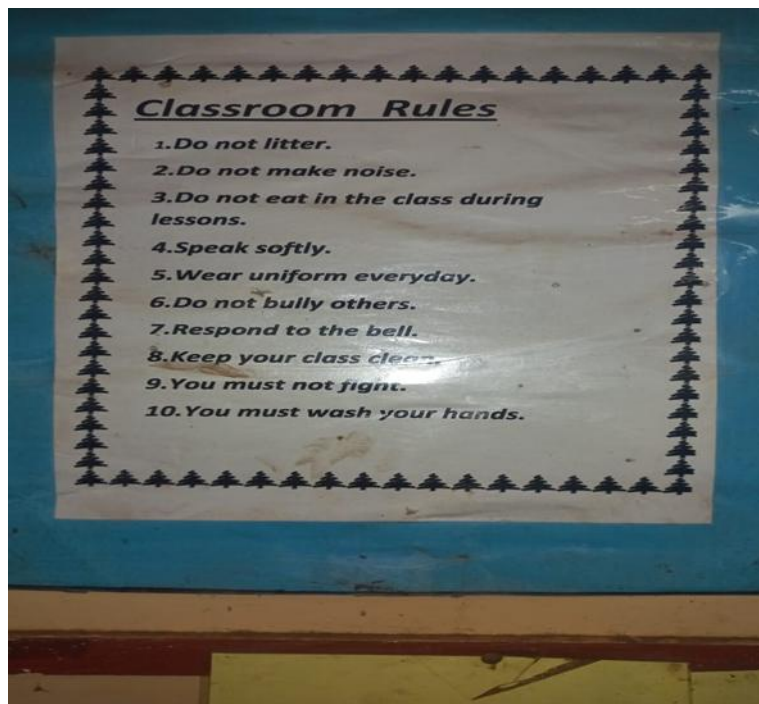 Classroom Rules
1.Do not litter.
2.Do not make noise.
3.Do not eat in the class during
lessons.
4.Speak softly.
5.Wear uniform everyday.
6.Do not bully others.
7.Respond to the bell.
8.Keep your class clean.
9.You must not fight.
10.You must wash your hands.